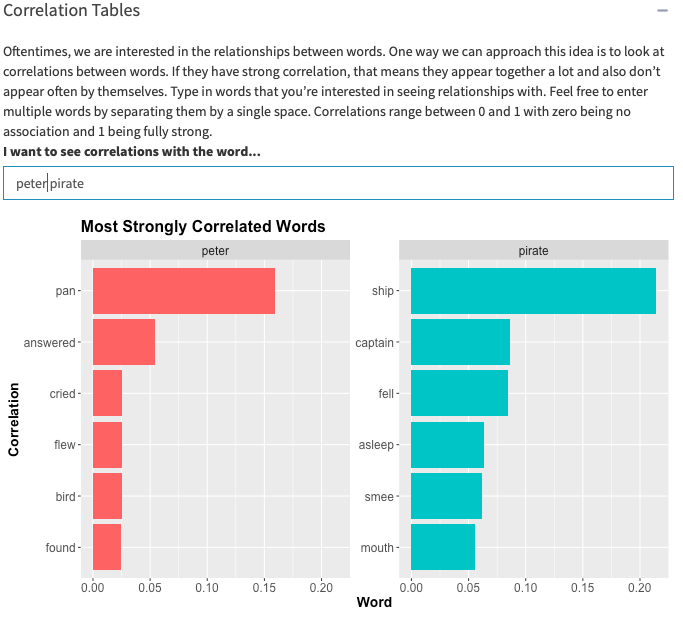 Correlation Tables
Oftentimes, we are interested in the relationships between words. One way we can approach this idea is to look at
correlations between words. If they have strong correlation, that means they appear together a lot and also don’t
appear often by themselves. Type in words that you’re interested in seeing relationships with. Feel free to enter
multiple words by separating them by a single space. Correlations range between 0 and 1 with zero being no
association and 1 being fully strong.
I want to see correlations with the word...
peter pirate
Most Strongly Correlated Words
peter
pirate
pan
answered
cried
flew
bird
found
ship
captain
fell
asleep
smee
mouth
Correlation
0.00 0.05 0.10 0.15 0.20
0.00 0.05 0.10 0.15 0.20
Word